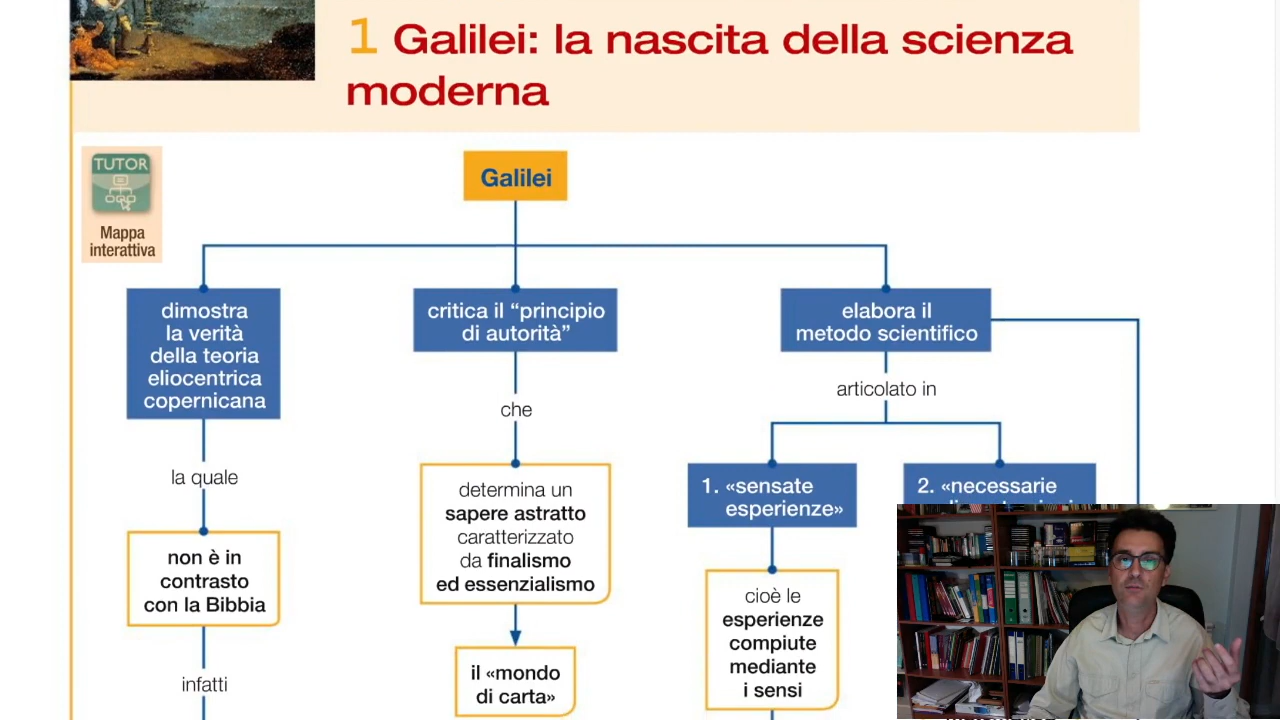 1 Galilei: la nascita della scienza
moderna
TUTOR
Mappa
interattiva
Galilei
dimostra
la verità
della teoria
eliocentrica
copernicana
critica il “principio
di autorità”
elabora il
metodo scientifico
articolato in
che
la quale
1. «sensate
esperienze»
2. «necessarie
determina un
sapere astratto
caratterizzato
da finalismo
ed essenzialismo
non è in
contrasto
con la Bibbia
cioè le
esperienze
compiute
mediante
i sensi
il «mondo
di carta»
infatti